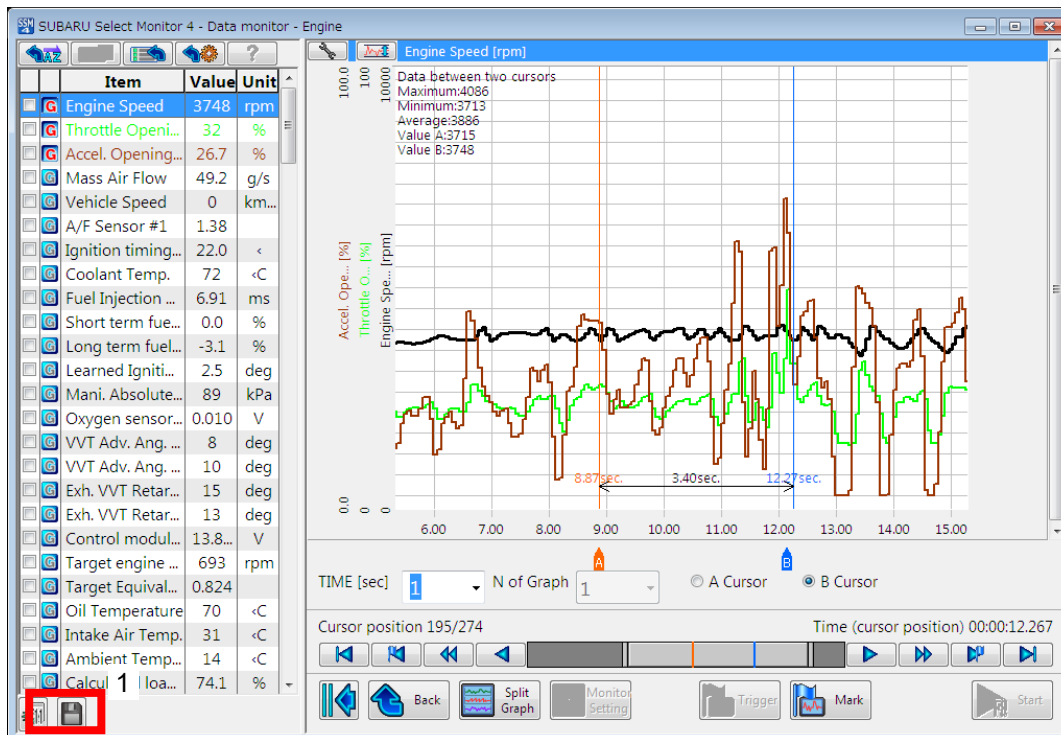 SUBARU Select Monitor 4 - Data monitor - Engine
AZ
?
Item Value Unit
G Engine Speed 3748 rpm
G Throttle Openi... 32 %
G Accel. Opening... 26.7 %
G Mass Air Flow 49.2 g/s
G Vehicle Speed 0 km...
G A/F Sensor #1 1.38
G Ignition timing... 22.0 ‹
G Coolant Temp. 72 ‹C
G Fuel Injection ... 6.91 ms
G Short term fue... 0.0 %
G Long term fuel... -3.1 %
G Learned Igniti... 2.5 deg
G Mani. Absolute... 89 kPa
G Oxygen sensor... 0.010 V
G VVT Adv. Ang. ... 8 deg
G VVT Adv. Ang. ... 10 deg
G Exh. VVT Retar... 15 deg
G Exh. VVT Retar... 13 deg
G Control modul... 13.8... V
G Target engine ... 693 rpm
G Target Equival... 0.824
G Oil Temperature 70 ‹C
G Intake Air Temp. 31 ‹C
G Ambient Temp... 14 ‹C
G Calcul loa... 74.1 %
1
Engine Speed [rpm]
100.0
100
10000
Data between two cursors
Maximum:4086
Minimum:3713
Average:3886
Value A:3715
Value B:3748
Accel. Ope... [%]
Throttle O... [%]
Engine Spe... [rpm]
0.0
0
0
8.87sec. 3.40sec. 12.27sec.
6.00 7.00 8.00 9.00 10.00 11.00 12.00 13.00 14.00 15.00
A B
TIME [sec] 1 N of Graph 1 A Cursor B Cursor
Cursor position 195/274 Time (cursor position) 00:00:12.267
Back Split Graph Monitor Setting Trigger Mark Start